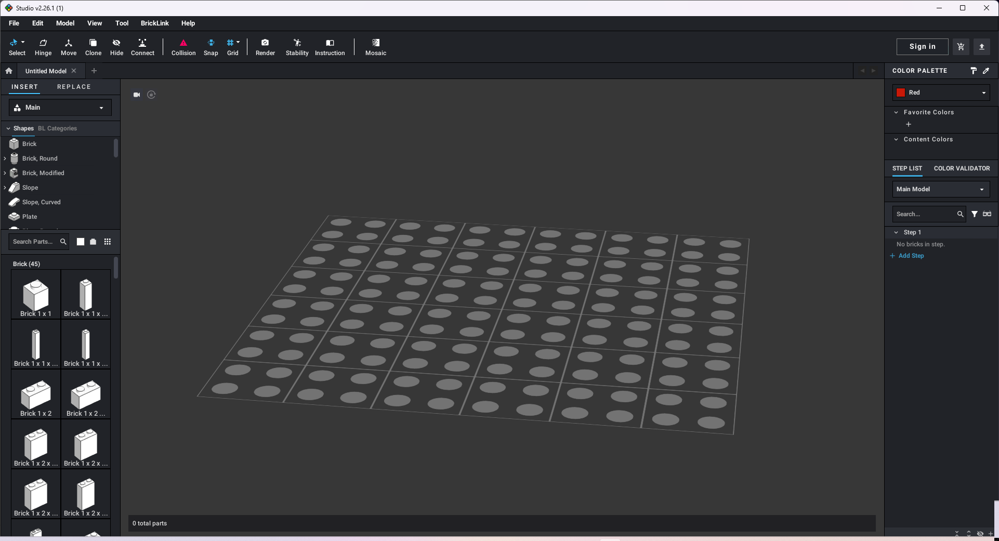 Studio v2.26.1 (1)
File Edit Model View Tool BrickLink Help
Select Hinge Move Clone Hide Connect Collision Snap Grid Render Stability Instruction Mosaic
Sign in
Untitled Model
INSERT REPLACE
Main
Shapes BL Categories
Brick
Brick, Round
Brick, Modified
Slope
Slope, Curved
Plate
Search Parts...
Brick (45)
Brick 1 x 1 Brick 1 x 1 x ...
Brick 1 x 1 x ... Brick 1 x 1 x ...
Brick 1 x 2 Brick 1 x 2 ...
Brick 1 x 2 x ... Brick 1 x 2 x ...
Brick 1 x 2 x ... Brick 1 x 2 x ...
0 total parts
COLOR PALETTE
Red
Favorite Colors
Content Colors
STEP LIST COLOR VALIDATOR
Main Model
Search...
Step 1
No bricks in step.
Add Step